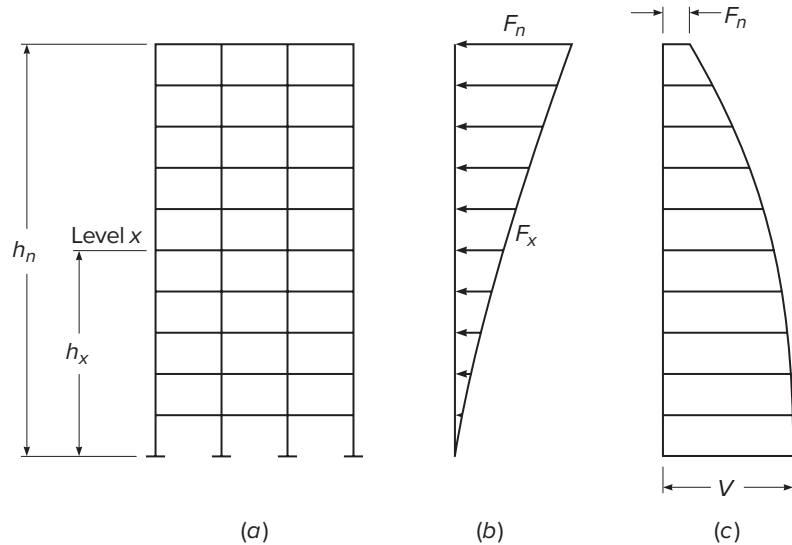 F_n
F_n
Level x
h_n
F_x
h_x
V
(a)
(b)
(c)